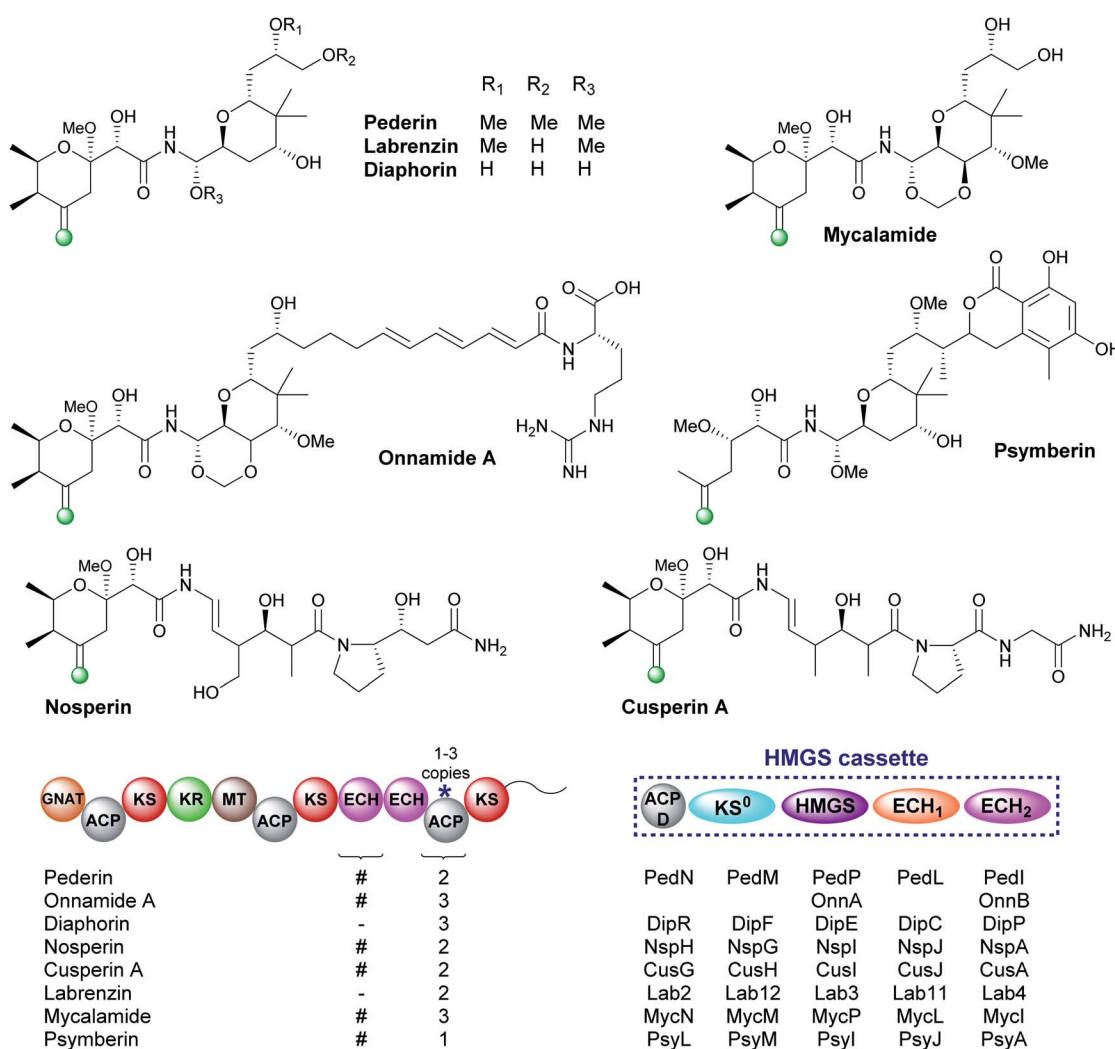 OR1
OR2
OH
MeO
O
O
H
N
O
OR3
OH
R1 R2 R3
Pederin Me Me Me
Labrenzin Me H Me
Diaphorin H H H
OH
OH
OH
MeO
O
O
H
N
O
O
O
OMe
Mycalamide
OH
O
OH
O
N
H
OH
MeO
O
O
H
N
O
O
O
OMe
H2N
N
H
NH
Onnamide A
O
OH
OMe
O
OH
OH
MeO
O
H
N
O
OMe
OH
Psymberin
OH
MeO
O
H
N
O
OH
O
OH
O
N
NH2
HO
Nosperin
OH
MeO
O
H
N
O
OH
O
O
N
N
H
NH2
O
Cusperin A
1-3
copies
*
GNAT ACP KS KR MT ACP KS ECH ECH ACP KS
Pederin # 2
Onnamide A # 3
Diaphorin - 3
Nosperin # 2
Cusperin A # 2
Labrenzin - 2
Mycalamide # 3
Psymberin # 1
HMGS cassette
ACP D KS0 HMGS ECH1 ECH2
PedN PedM PedP PedL PedI
OnnA OnnB
DipR DipF DipE DipC DipP
NspH NspG NspI NspJ NspA
CusG CusH CusI CusJ CusA
Lab2 Lab12 Lab3 Lab11 Lab4
MycN MycM MycP MycL MycI
PsyL PsyM PsyI PsyJ PsyA